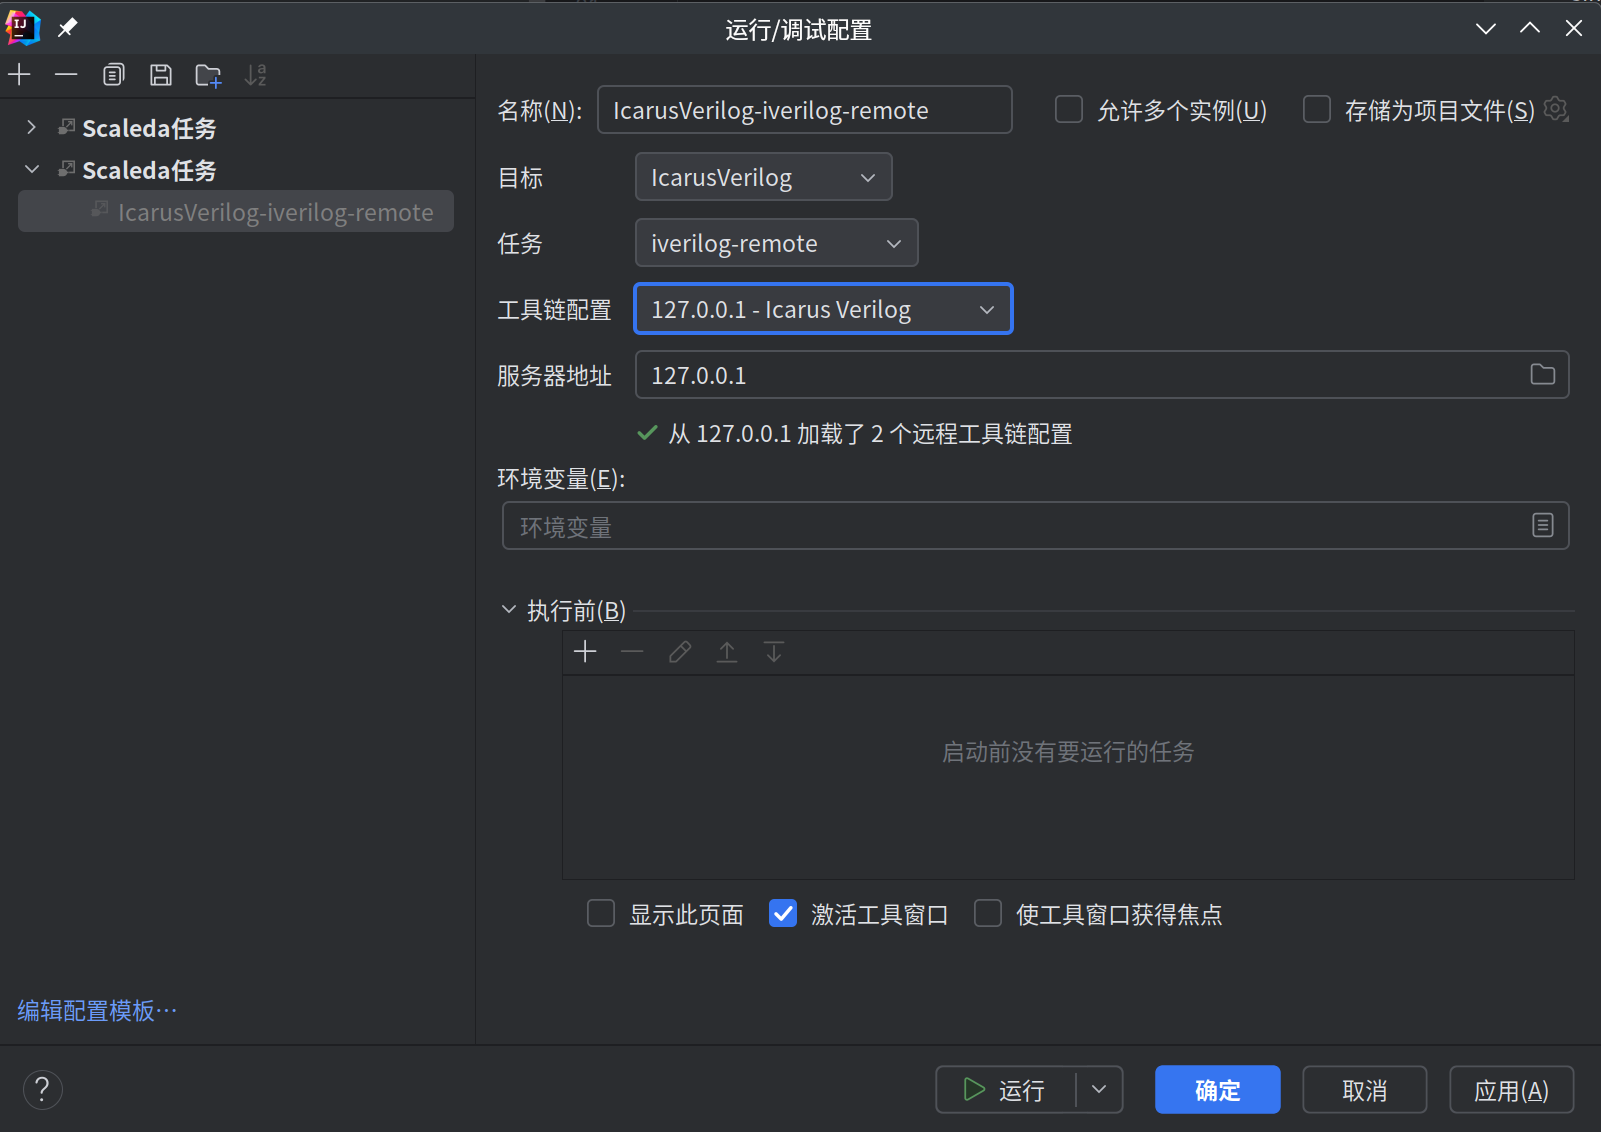 运行/调试配置
Scaleda任务
Scaleda任务
IcarusVerilog-iverilog-remote
编辑配置模板…
名称(N): IcarusVerilog-iverilog-remote 允许多个实例(U) 存储为项目文件(S)
目标 IcarusVerilog
任务 iverilog-remote
工具链配置 127.0.0.1 - Icarus Verilog
服务器地址 127.0.0.1
从 127.0.0.1 加载了 2 个远程工具链配置
环境变量(E):
环境变量
执行前(B)
启动前没有要运行的任务
显示此页面 激活工具窗口 使工具窗口获得焦点
? 运行 确定 取消 应用(A)